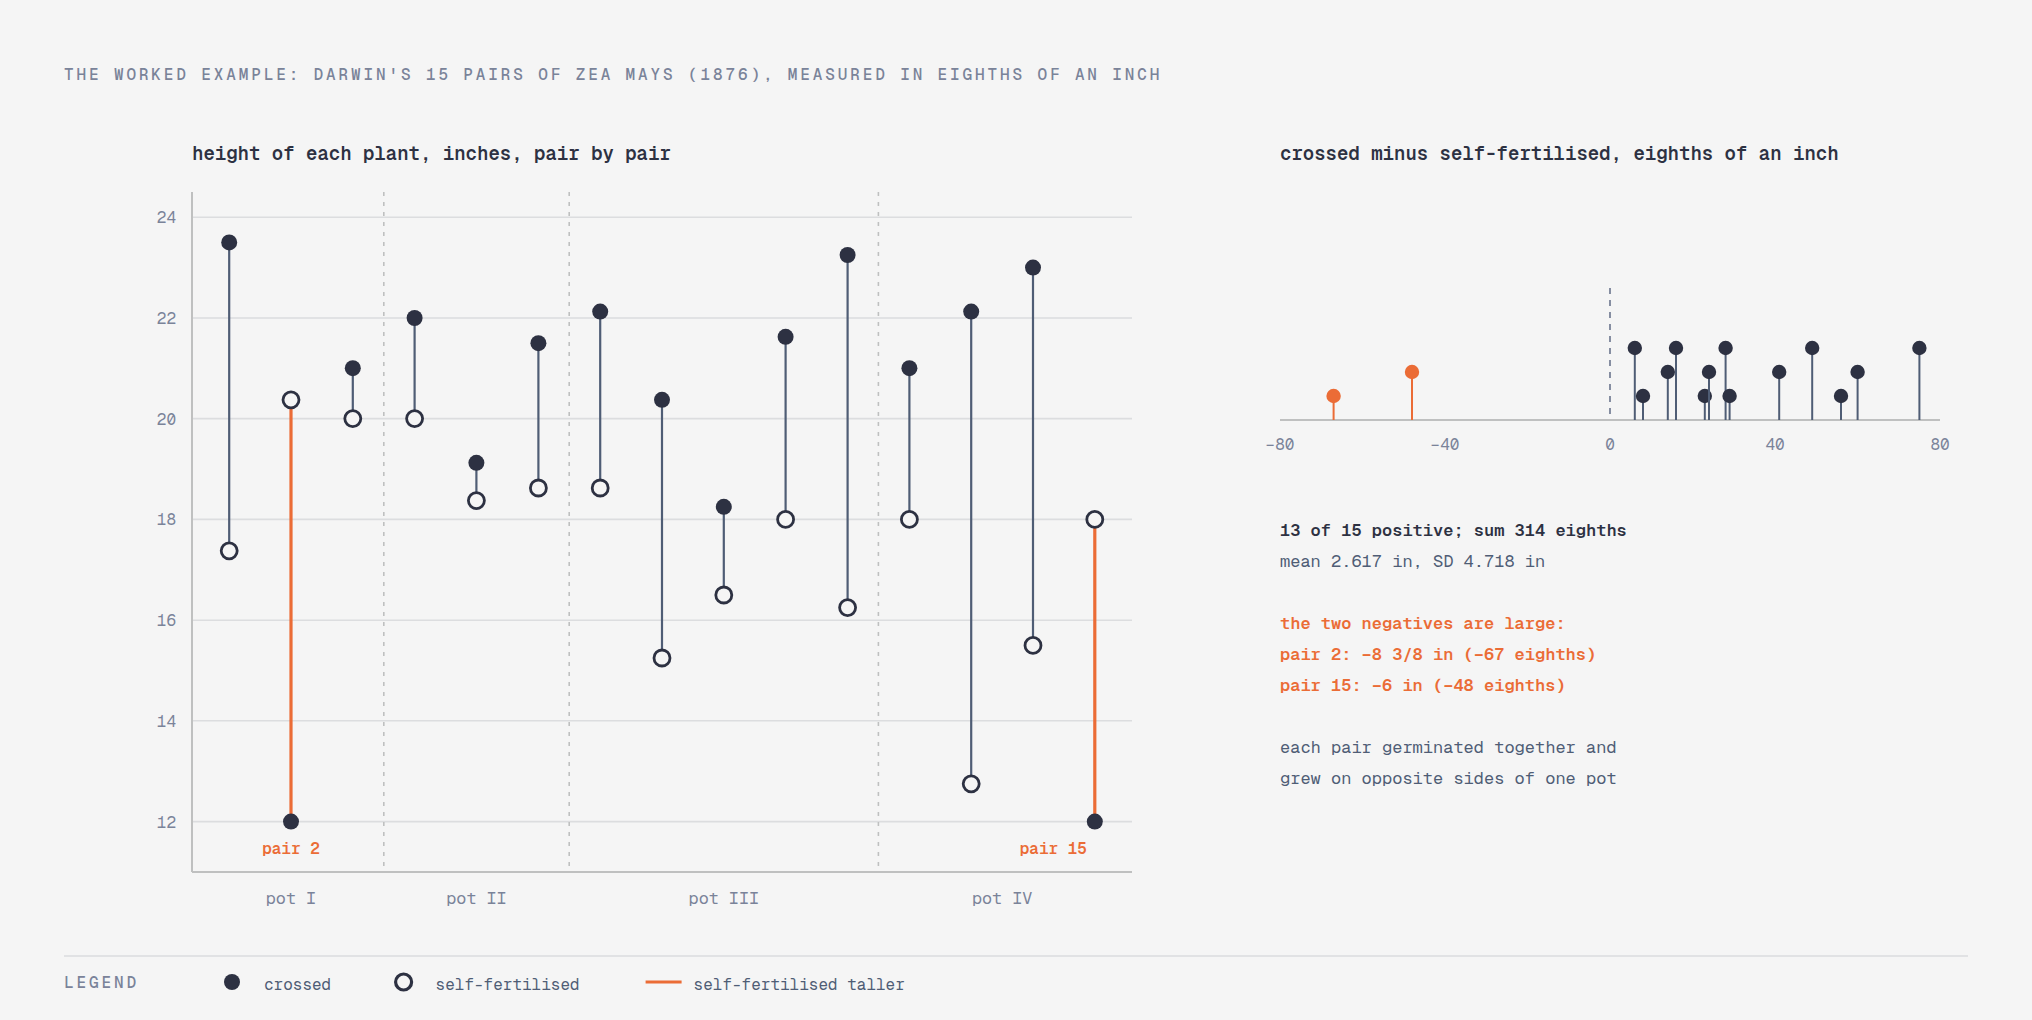 THE WORKED EXAMPLE: DARWIN'S 15 PAIRS OF ZEA MAYS (1876), MEASURED IN EIGHTHS OF AN INCH
height of each plant, inches, pair by pair
24
22
20
18
16
14
12
pair 2
pair 15
pot I
pot II
pot III
pot IV
crossed minus self-fertilised, eighths of an inch
−80
−40
0
40
80
13 of 15 positive; sum 314 eighths
mean 2.617 in, SD 4.718 in
the two negatives are large:
pair 2: −8 3/8 in (−67 eighths)
pair 15: −6 in (−48 eighths)
each pair germinated together and
grew on opposite sides of one pot
LEGEND
crossed
self-fertilised
self-fertilised taller